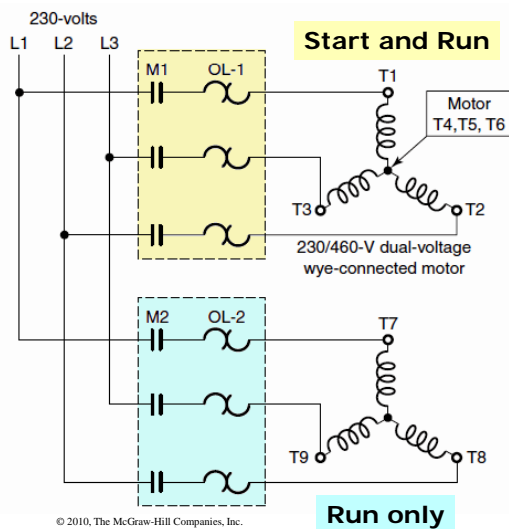 230-volts
L1 L2 L3
Start and Run
M1 OL-1
T1
Motor
T4,T5, T6
T3 T2
230/460-V dual-voltage
wye-connected motor
M2 OL-2
T7
T9 T8
© 2010, The McGraw-Hill Companies, Inc.
Run only